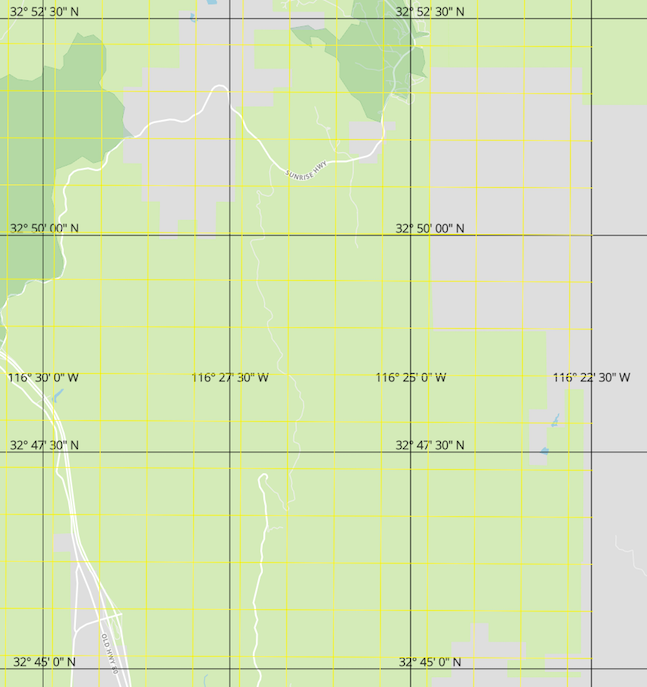 32° 52' 30" N 32° 52' 30" N
SUNRISE HWY
32° 50' 00" N 32° 50' 00" N
116° 30' 0" W 116° 27' 30" W 116° 25' 0" W 116° 22' 30" W
32° 47' 30" N 32° 47' 30" N
OLD HWY 80
32° 45' 0" N 32° 45' 0" N